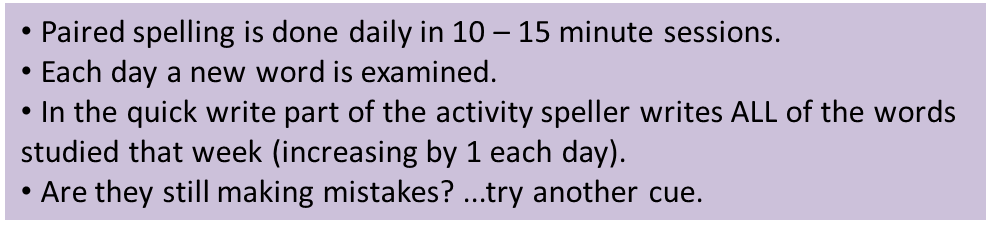 • Paired spelling is done daily in 10 – 15 minute sessions.
• Each day a new word is examined.
• In the quick write part of the activity speller writes ALL of the words
studied that week (increasing by 1 each day).
• Are they still making mistakes? ...try another cue.